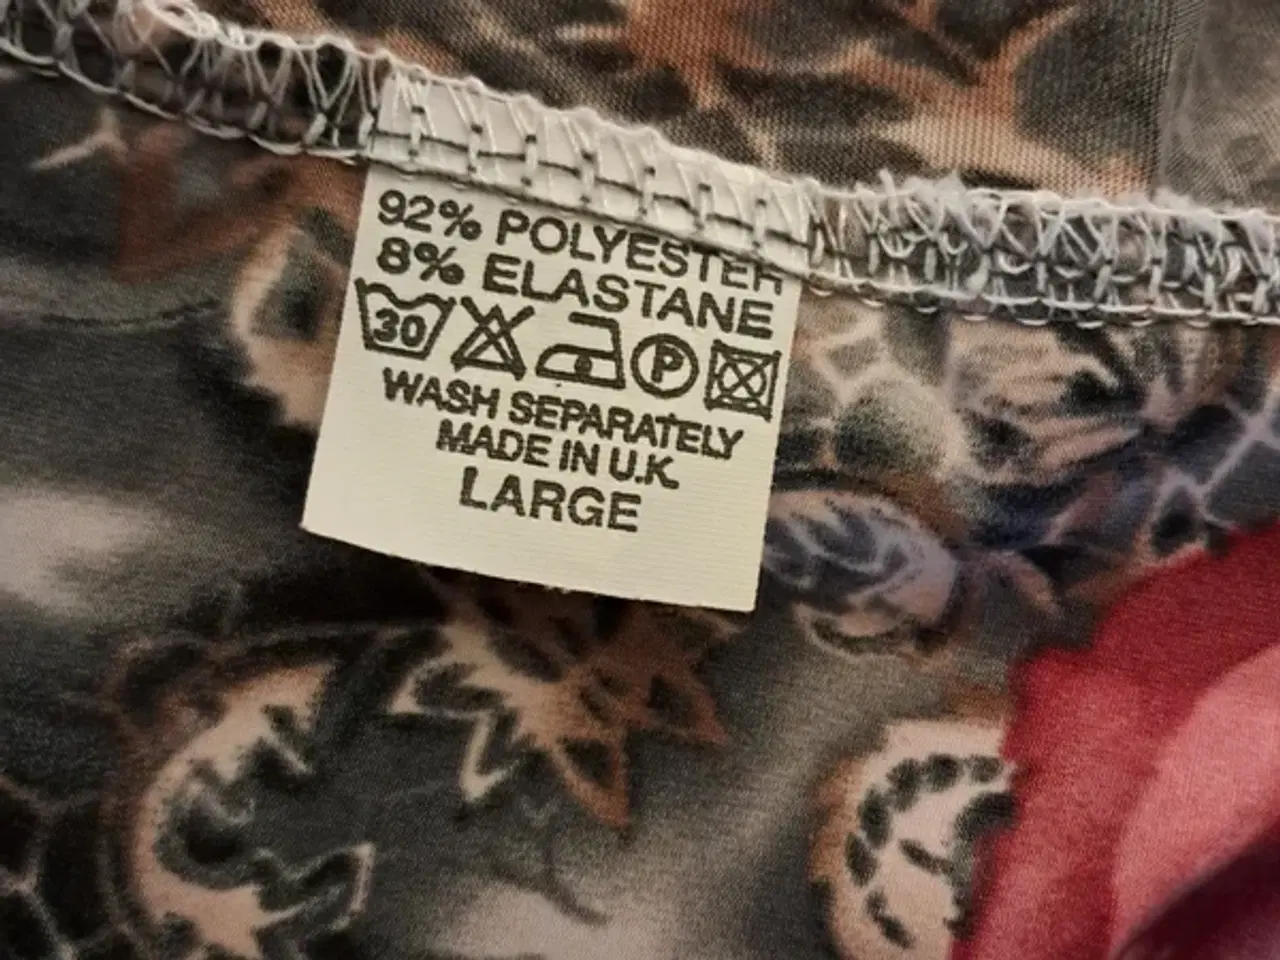 92% POLYESTER
8% ELASTANE
30 P
WASH SEPARATELY
MADE IN U.K.
LARGE